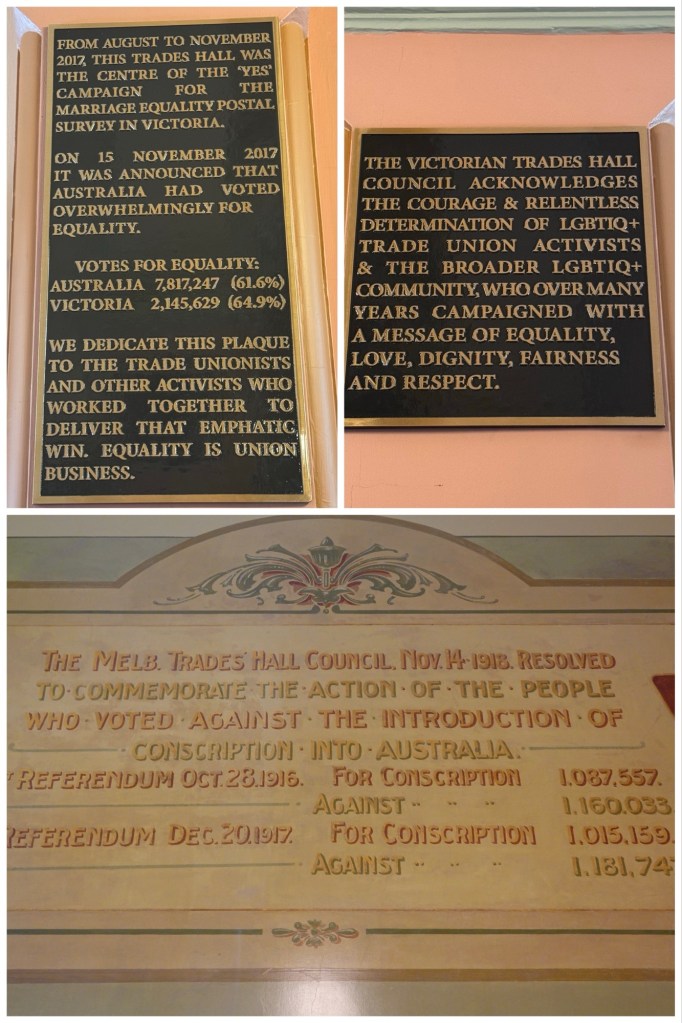 FROM AUGUST TO NOVEMBER
2017, THIS TRADES HALL WAS
THE CENTRE OF THE 'YES'
CAMPAIGN FOR THE
MARRIAGE EQUALITY POSTAL
SURVEY IN VICTORIA.
ON 15 NOVEMBER 2017
IT WAS ANNOUNCED THAT
AUSTRALIA HAD VOTED
OVERWHELMINGLY FOR
EQUALITY.
VOTES FOR EQUALITY:
AUSTRALIA 7,817,247 (61.6%)
VICTORIA 2,145,629 (64.9%)
WE DEDICATE THIS PLAQUE
TO THE TRADE UNIONISTS
AND OTHER ACTIVISTS WHO
WORKED TOGETHER TO
DELIVER THAT EMPHATIC
WIN. EQUALITY IS UNION
BUSINESS.
THE VICTORIAN TRADES HALL
COUNCIL ACKNOWLEDGES
THE COURAGE & RELENTLESS
DETERMINATION OF LGBTIQ+
TRADE UNION ACTIVISTS
& THE BROADER LGBTIQ+
COMMUNITY, WHO OVER MANY
YEARS CAMPAIGNED WITH
A MESSAGE OF EQUALITY,
LOVE, DIGNITY, FAIRNESS
AND RESPECT.
THE MELB. TRADES HALL COUNCIL, NOV. 14·1918. RESOLVED
TO·COMMEMORATE·THE·ACTION·OF·THE·PEOPLE
WHO·VOTED·AGAINST·THE·INTRODUCTION·OF
CONSCRIPTION·INTO·AUSTRALIA.
REFERENDUM OCT. 28.1916. FOR CONSCRIPTION 1.087,557.
AGAINST " " " 1.160.033
REFERENDUM DEC. 20.1917. FOR CONSCRIPTION 1.015,159.
AGAINST " " " 1.181,74